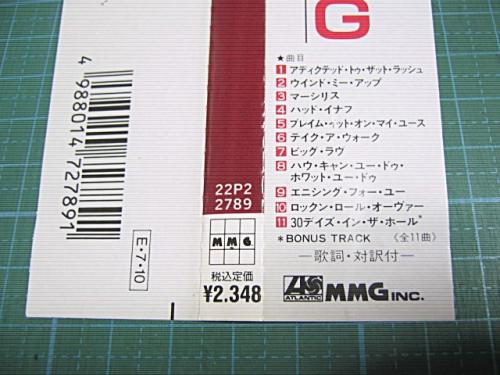 G
★曲目
1 アディクテッド・トゥ・ザット・ラッシュ
2 ウインド・ミー・アップ
3 マーシリス
4 ハッド・イナフ
5 ブレイム・イット・オン・マイ・ユース
6 テイク・ア・ウォーク
7 ビッグ・ラヴ
8 ハウ・キャン・ユー・ドゥ・
ホワット・ユー・ドゥ
9 エニシング・フォー・ユー
10 ロックン・ロール・オーヴァー
11 30デイズ・イン・ザ・ホール*
*BONUS TRACK 《全11曲》
—歌詞・対訳付—
ATLANTIC MMG INC.
22P2
2789
M.M.G
税込定価
¥2.348
4 988014 727891
E・7・10